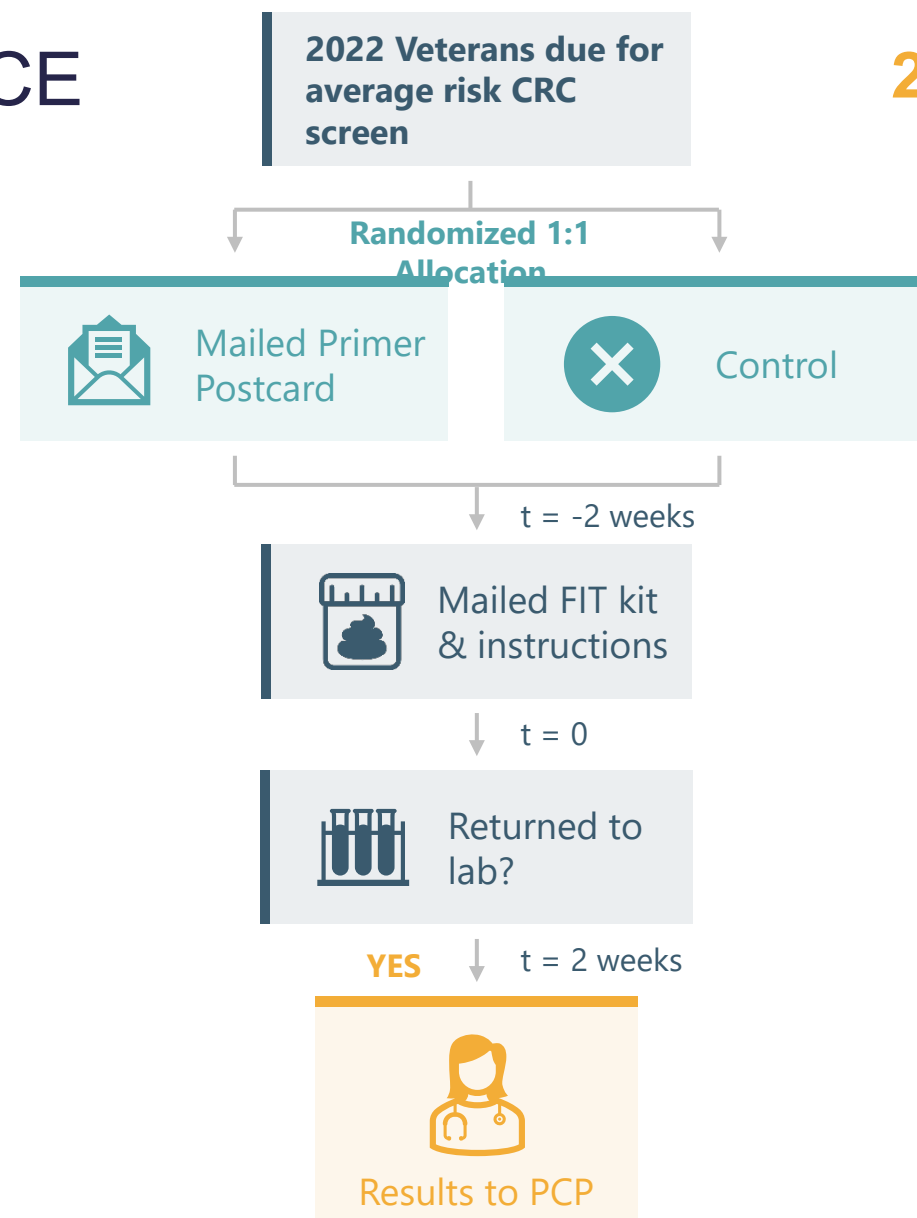 CE
2
2022 Veterans due for
average risk CRC
screen
Randomized 1:1
Allocation
Mailed Primer
Postcard
Control
t = -2 weeks
Mailed FIT kit
& instructions
t = 0
Returned to
lab?
YES
t = 2 weeks
Results to PCP